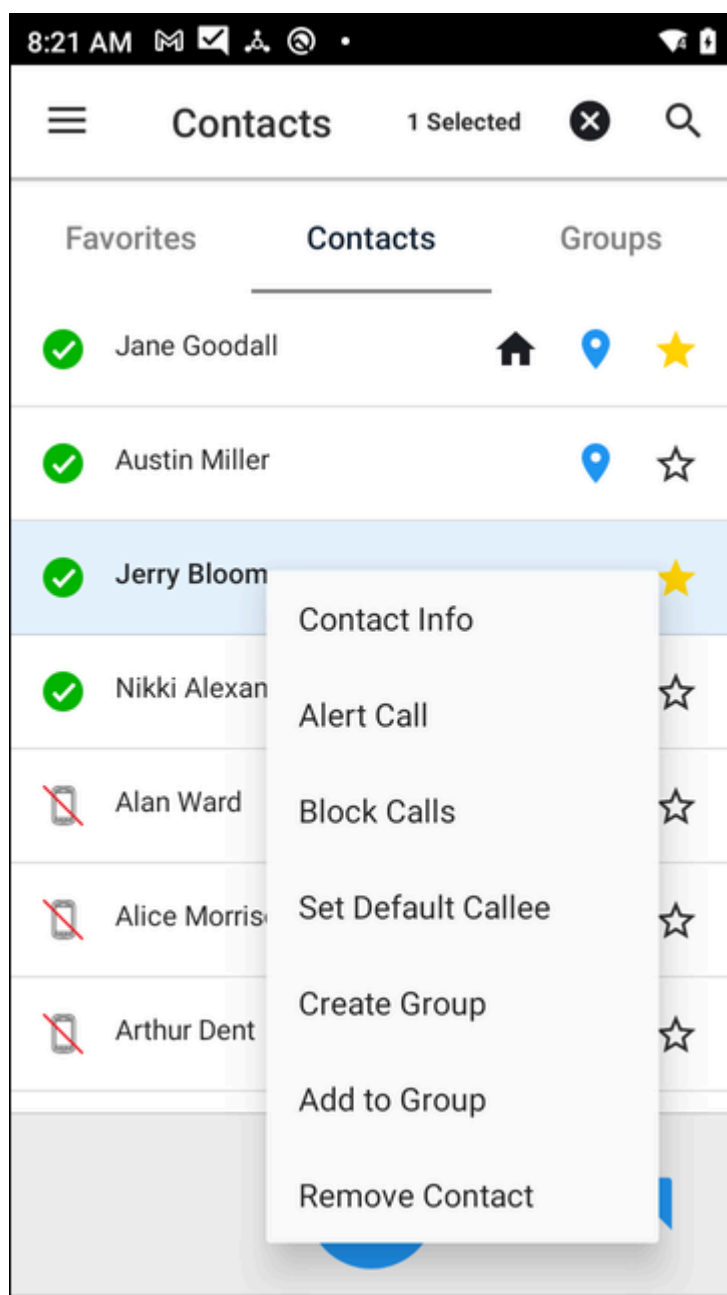 8:21 AM
Contacts 1 Selected
Favorites Contacts Groups
Jane Goodall
Austin Miller
Jerry Bloom
Contact Info
Nikki Alexan
Alert Call
Alan Ward
Block Calls
Alice Morris
Set Default Callee
Create Group
Arthur Dent
Add to Group
Remove Contact